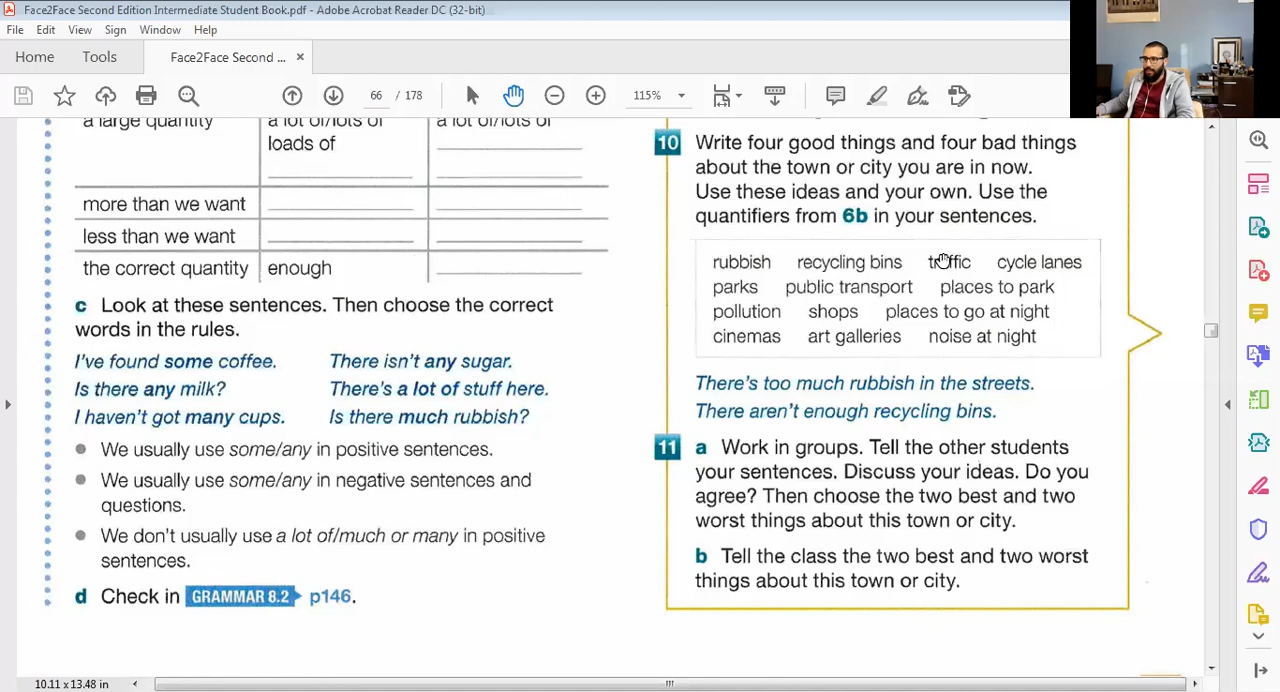 Face2Face Second Edition Intermediate Student Book.pdf - Adobe Acrobat Reader DC (32-bit)
File Edit View Sign Window Help
Home Tools Face2Face Second ... ×
66 / 178 115%
a large quantity a lot of/lots of a lot of/lots of
loads of
more than we want
less than we want
the correct quantity enough
c Look at these sentences. Then choose the correct
words in the rules.
I've found some coffee. There isn't any sugar.
Is there any milk? There's a lot of stuff here.
I haven't got many cups. Is there much rubbish?
We usually use some/any in positive sentences.
We usually use some/any in negative sentences and
questions.
We don't usually use a lot of/much or many in positive
sentences.
d Check in GRAMMAR 8.2 p146.
10 Write four good things and four bad things
about the town or city you are in now.
Use these ideas and your own. Use the
quantifiers from 6b in your sentences.
rubbish recycling bins traffic cycle lanes
parks public transport places to park
pollution shops places to go at night
cinemas art galleries noise at night
There's too much rubbish in the streets.
There aren't enough recycling bins.
11 a Work in groups. Tell the other students
your sentences. Discuss your ideas. Do you
agree? Then choose the two best and two
worst things about this town or city.
b Tell the class the two best and two worst
things about this town or city.
10.11 x 13.48 in